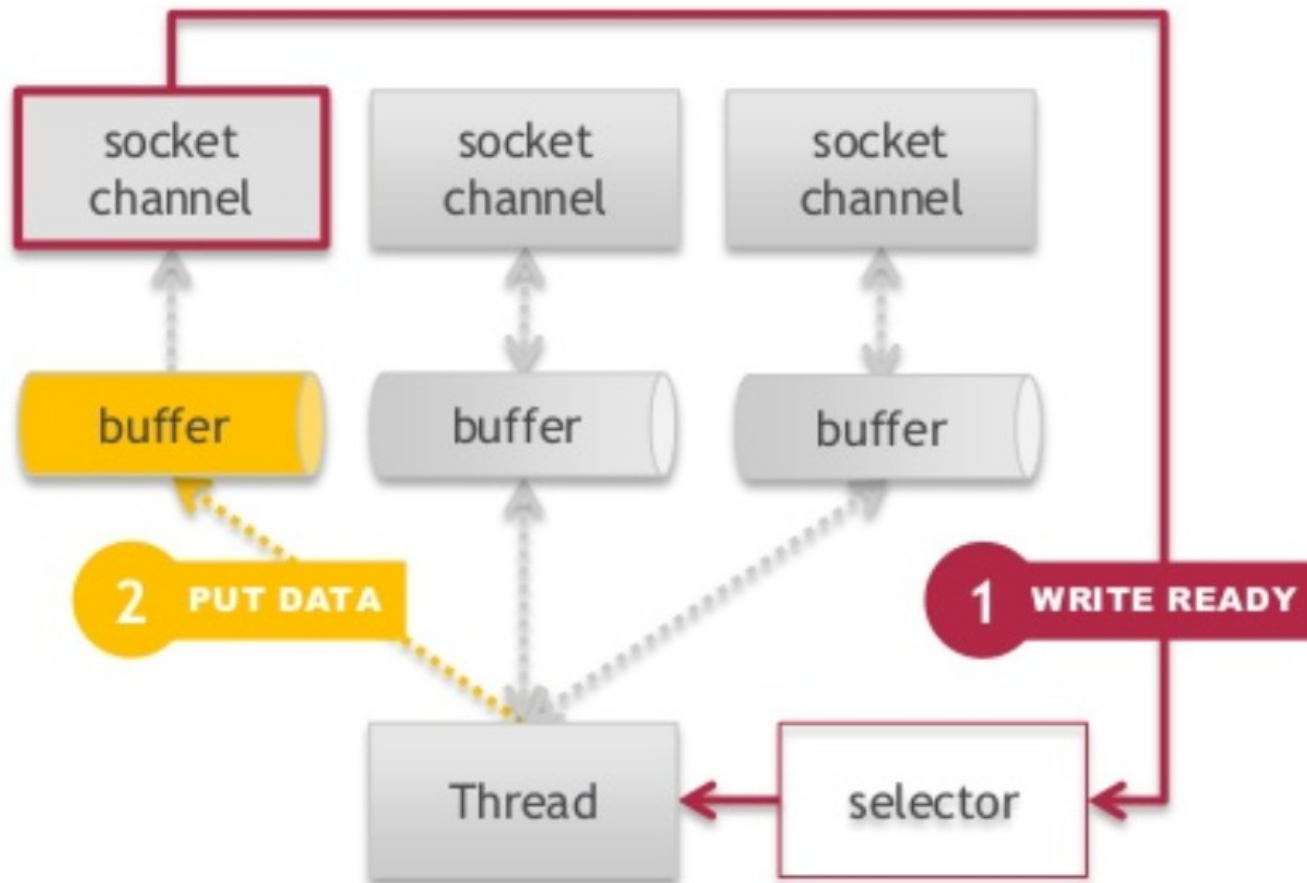 socket
channel
socket
channel
socket
channel
buffer
buffer
buffer
2 PUT DATA
1 WRITE READY
Thread
selector